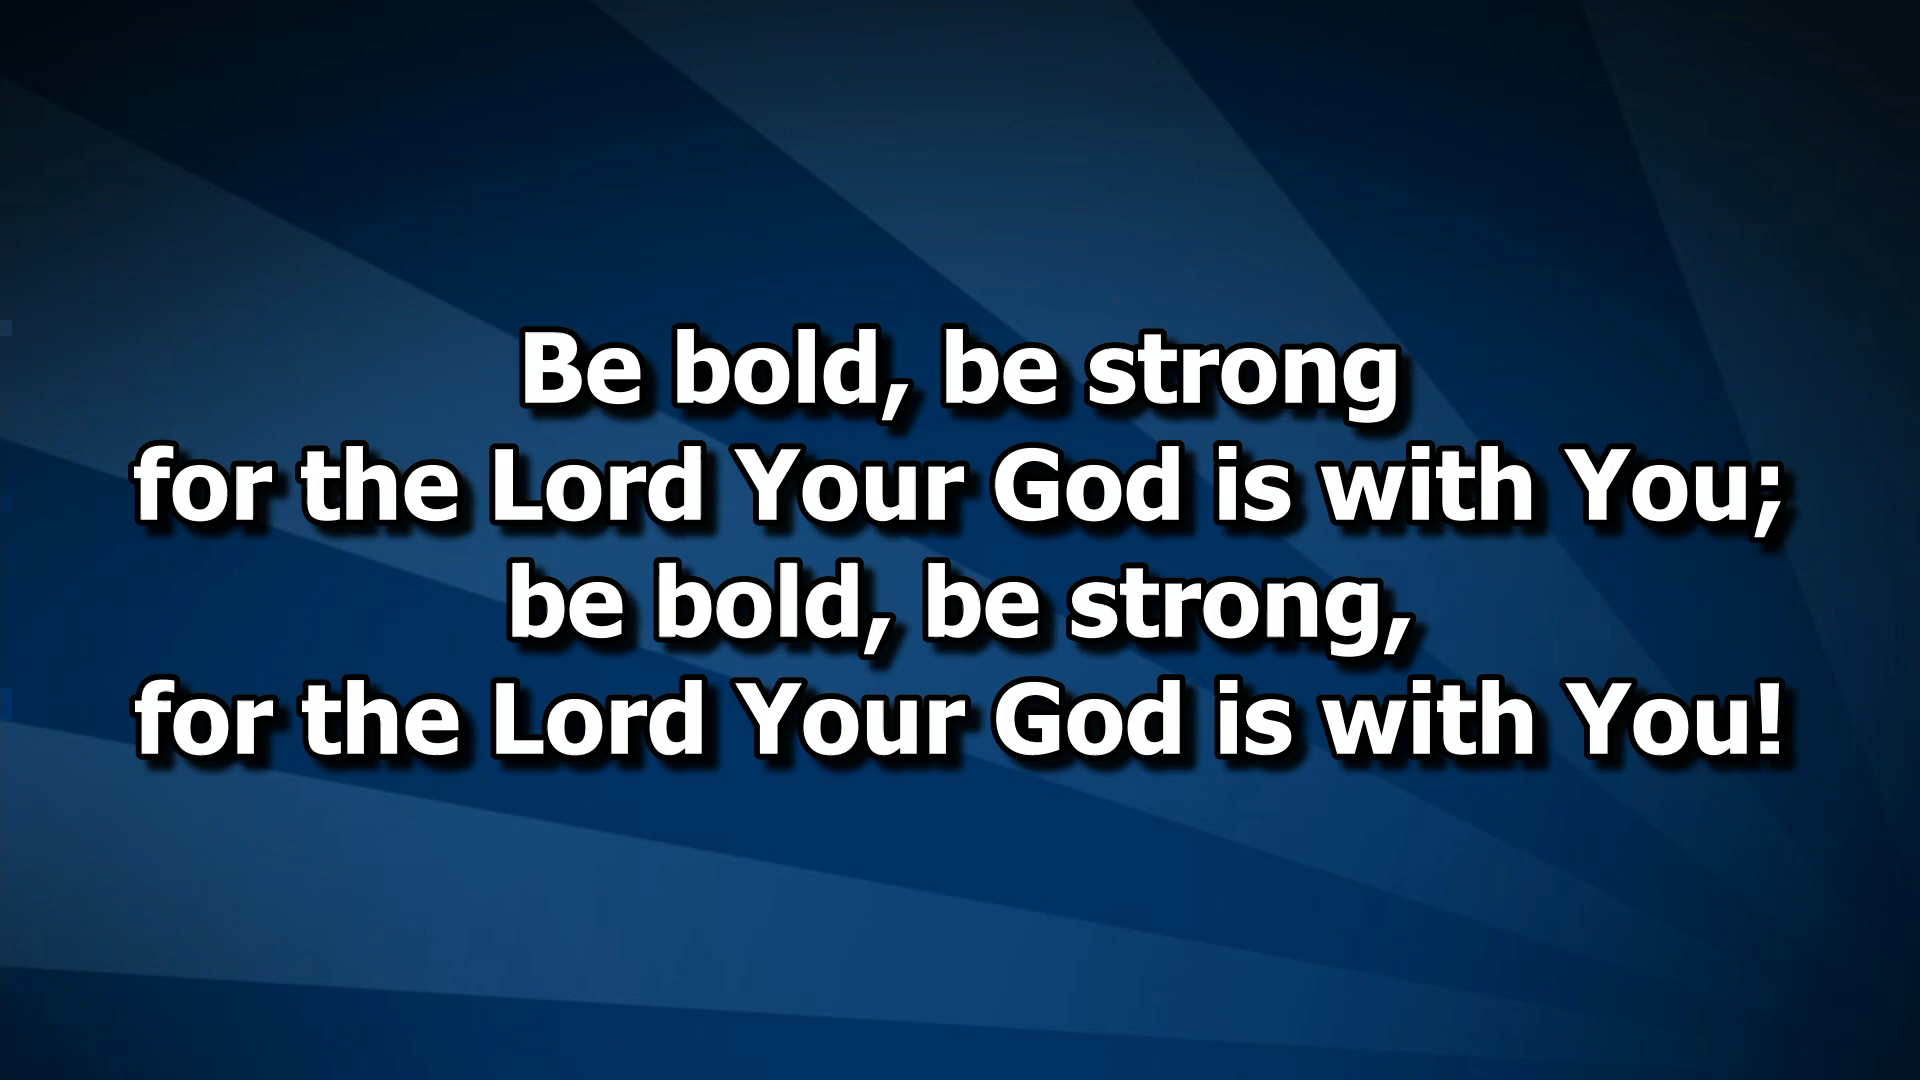 Be bold, be strong
for the Lord Your God is with You;
be bold, be strong,
for the Lord Your God is with You!